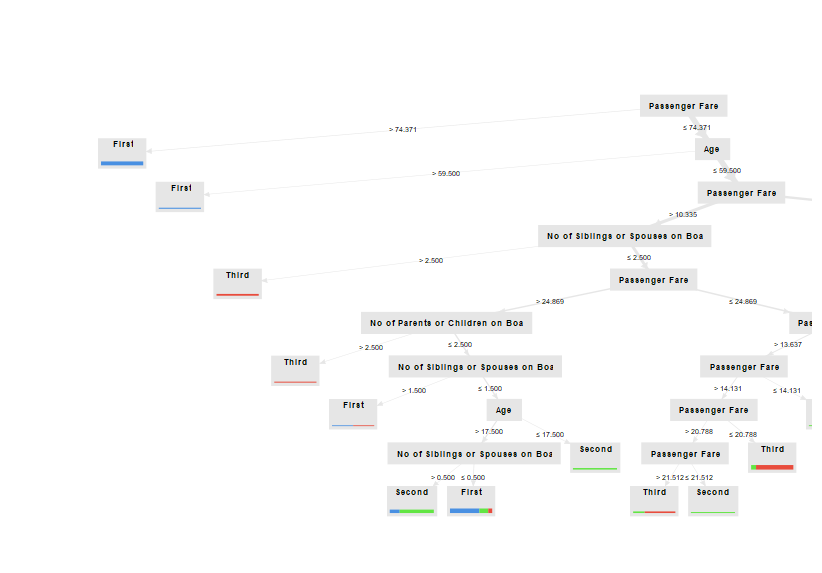 Passenger Fare
> 74.371
≤ 74.371
First
Age
> 59.500
≤ 59.500
First
Passenger Fare
> 10.335
No of Siblings or Spouses on Boa
> 2.500
≤ 2.500
Third
Passenger Fare
> 24.869
≤ 24.869
No of Parents or Children on Boa
Pas
> 2.500
≤ 2.500
> 13.637
Third
No of Siblings or Spouses on Boa
Passenger Fare
> 1.500
≤ 1.500
> 14.131
≤ 14.131
First
Age
Passenger Fare
> 17.500
≤ 17.500
> 20.788
≤ 20.788
No of Siblings or Spouses on Boa
Second
Passenger Fare
Third
> 0.500
≤ 0.500
> 21.512
≤ 21.512
Second
First
Third
Second